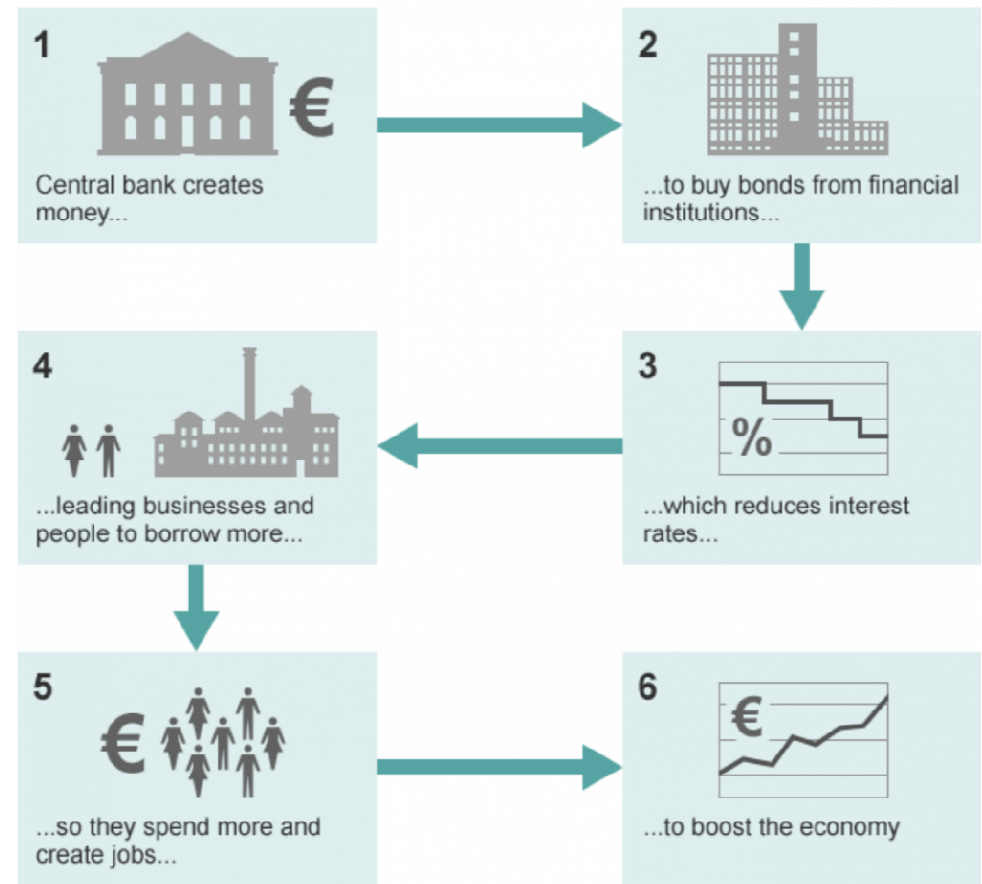 1
€
Central bank creates
money...
2
...to buy bonds from financial
institutions...
3
%
...which reduces interest
rates...
4
...leading businesses and
people to borrow more...
5
€
...so they spend more and
create jobs...
6
€
...to boost the economy